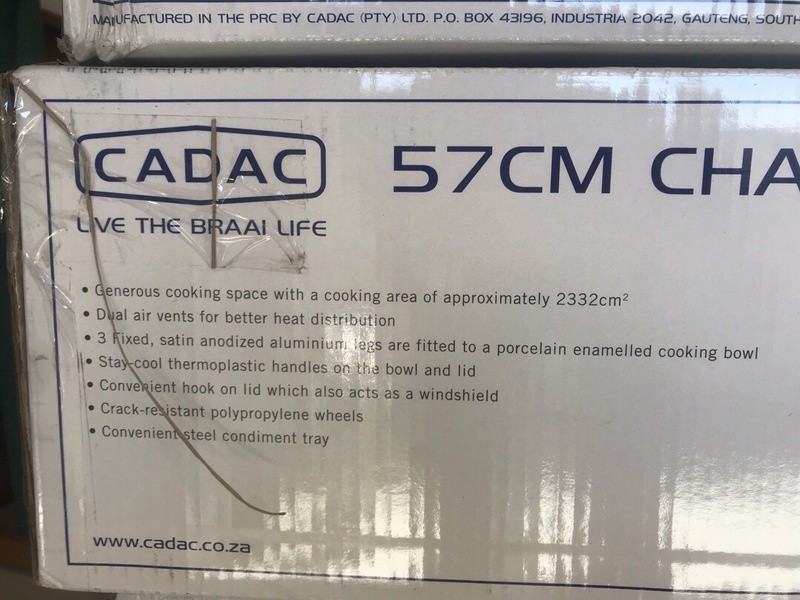 MANUFACTURED IN THE PRC BY CADAC (PTY) LTD. P.O. BOX 43196, INDUSTRIA 2042, GAUTENG, SOUTH
CADAC
57CM CHA
LIVE THE BRAAI LIFE
• Generous cooking space with a cooking area of approximately 2332cm²
• Dual air vents for better heat distribution
• 3 Fixed, satin anodized aluminium legs are fitted to a porcelain enamelled cooking bowl
• Stay-cool thermoplastic handles on the bowl and lid
• Convenient hook on lid which also acts as a windshield
• Crack-resistant polypropylene wheels
• Convenient steel condiment tray
www.cadac.co.za